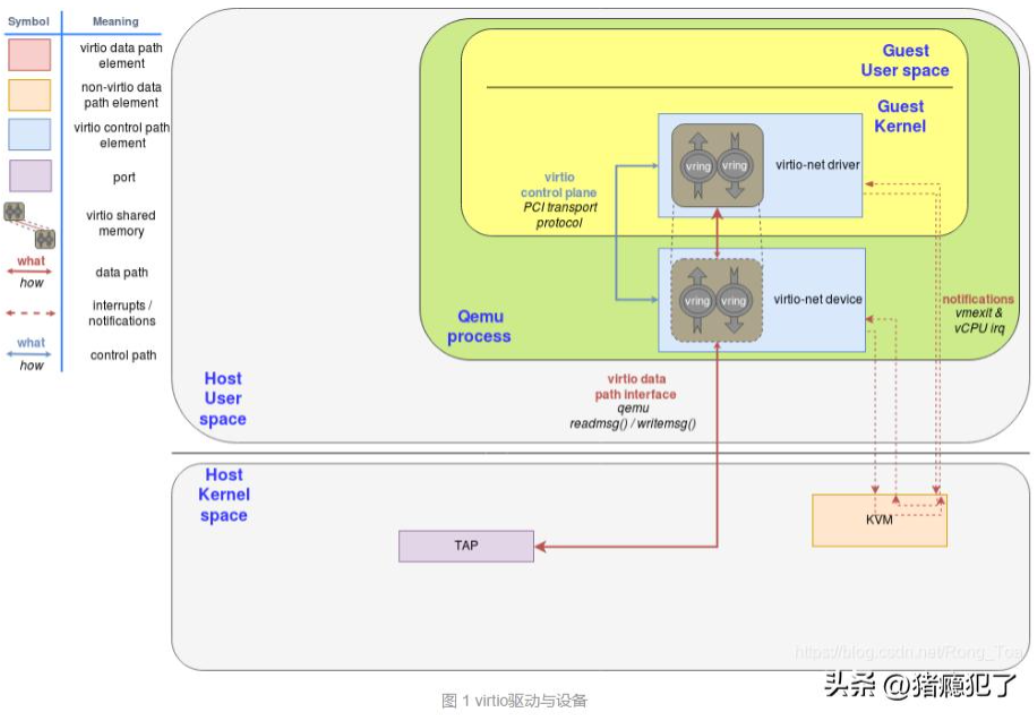 Symbol
Meaning
virtio data path
element
non-virtio data
path element
virtio control path
element
port
virtio shared
memory
what
how
data path
interrupts /
notifications
what
how
control path
Guest
User space
Guest
Kernel
vring
vring
virtio-net driver
virtio
control plane
PCI transport
protocol
vring
vring
virtio-net device
notifications
vmexit &
vCPU irq
Qemu
process
Host
User
space
virtio data
path interface
qemu
readmsg() / writemsg()
Host
Kernel
space
KVM
TAP
https://blog.csdn.net/Rong_Toa
头条 @猪瘾犯了
图 1 virtio驱动与设备